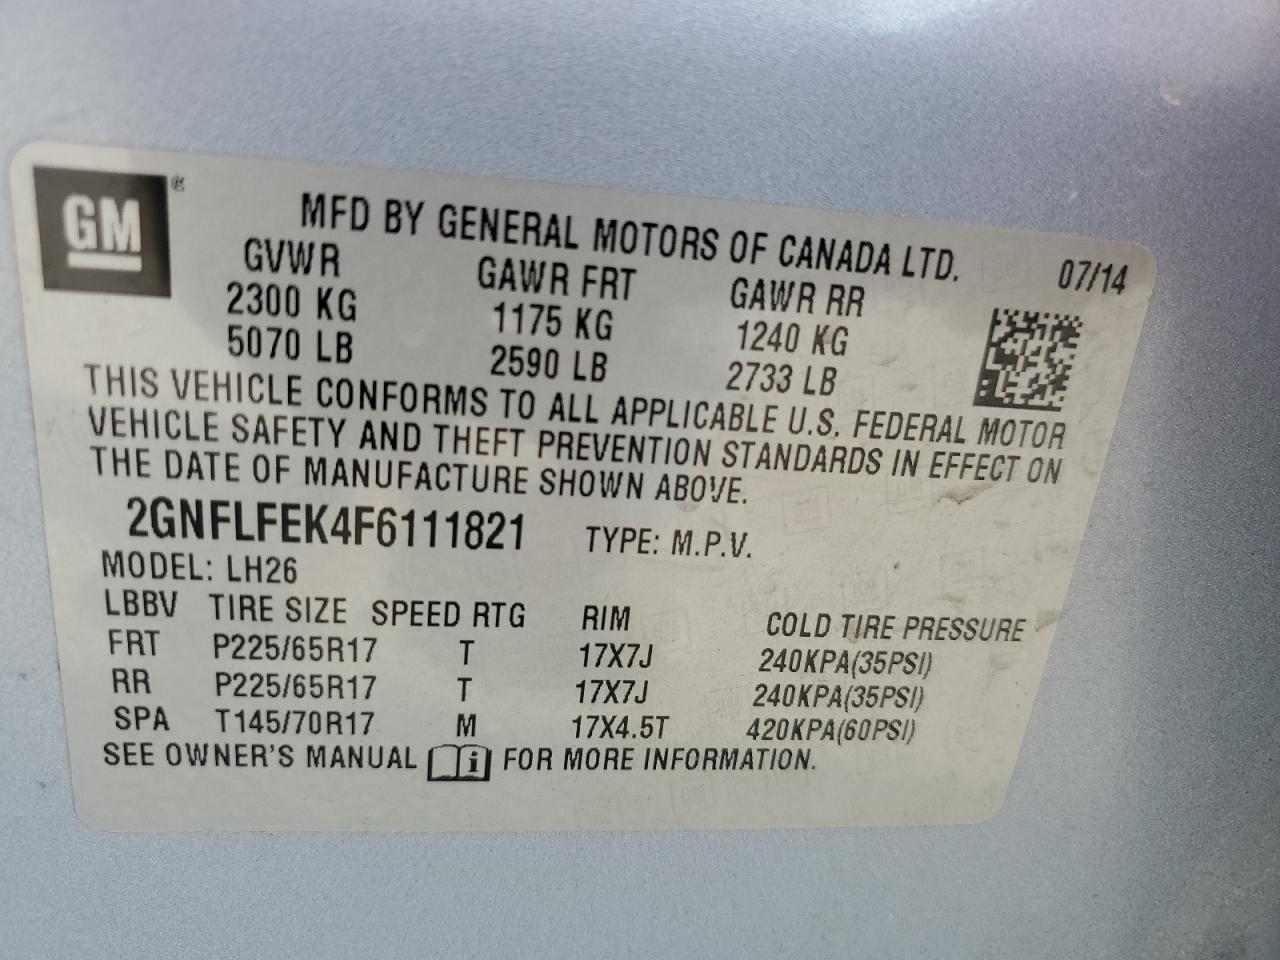 GM
MFD BY GENERAL MOTORS OF CANADA LTD. 07/14
GVWR GAWR FRT GAWR RR
2300 KG 1175 KG 1240 KG
5070 LB 2590 LB 2733 LB
THIS VEHICLE CONFORMS TO ALL APPLICABLE U.S. FEDERAL MOTOR
VEHICLE SAFETY AND THEFT PREVENTION STANDARDS IN EFFECT ON
THE DATE OF MANUFACTURE SHOWN ABOVE.
2GNFLFEK4F6111821 TYPE: M.P.V.
MODEL: LH26
LBBV TIRE SIZE SPEED RTG RIM COLD TIRE PRESSURE
FRT P225/65R17 T 17X7J 240KPA(35PSI)
RR P225/65R17 T 17X7J 240KPA(35PSI)
SPA T145/70R17 M 17X4.5T 420KPA(60PSI)
SEE OWNER'S MANUAL i FOR MORE INFORMATION.